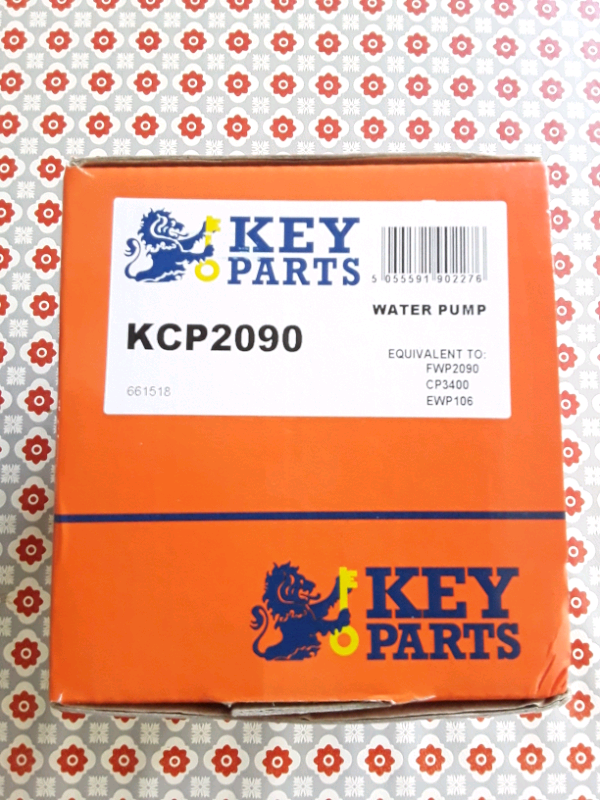 KEY
PARTS
5 055591 902276
WATER PUMP
KCP2090
EQUIVALENT TO:
FWP2090
CP3400
EWP106
661518
KEY
PARTS